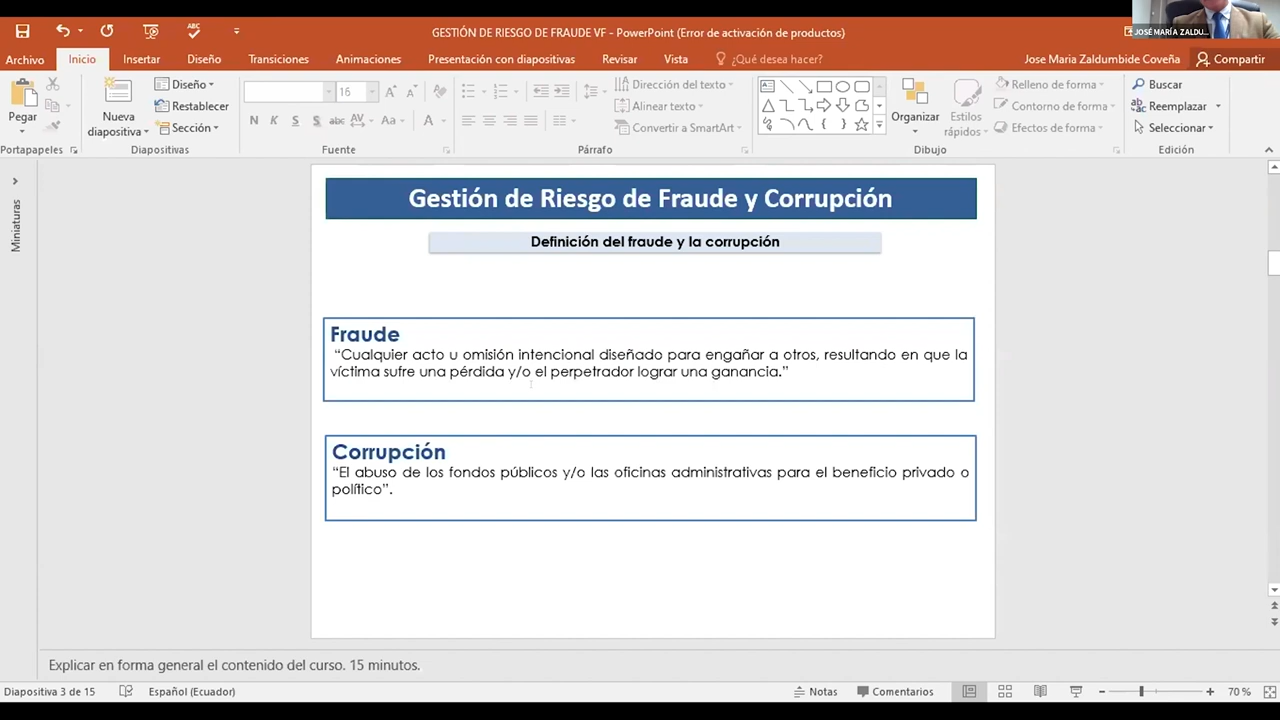 GESTIÓN DE RIESGO DE FRAUDE VF - PowerPoint (Error de activación de productos)
JOSÉ MARÍA ZALDU...
Archivo Inicio Insertar Diseño Transiciones Animaciones Presentación con diapositivas Revisar Vista ¿Qué desea hacer? Jose Maria Zaldumbide Coveña Compartir
Pegar
Nueva diapositiva
Diseño
Restablecer
Sección
16
N K S S abc AV Aa A
Dirección del texto
Alinear texto
Convertir a SmartArt
Organizar
Estilos rápidos
Relleno de forma
Contorno de forma
Efectos de forma
Buscar
Reemplazar
Seleccionar
Portapapeles Diapositivas Fuente Párrafo Dibujo Edición
Miniaturas
Gestión de Riesgo de Fraude y Corrupción
Definición del fraude y la corrupción
Fraude
“Cualquier acto u omisión intencional diseñado para engañar a otros, resultando en que la
víctima sufre una pérdida y/o el perpetrador lograr una ganancia.”
Corrupción
“El abuso de los fondos públicos y/o las oficinas administrativas para el beneficio privado o
político”.
Explicar en forma general el contenido del curso. 15 minutos.
Diapositiva 3 de 15 Español (Ecuador) Notas Comentarios 70 %